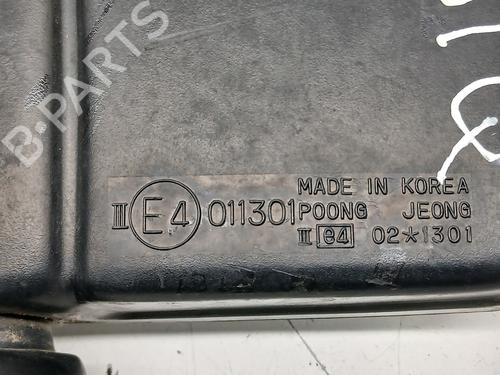 B-PARTS
MADE IN KOREA
III E4 011301 POONG JEONG
III e4 02*1301